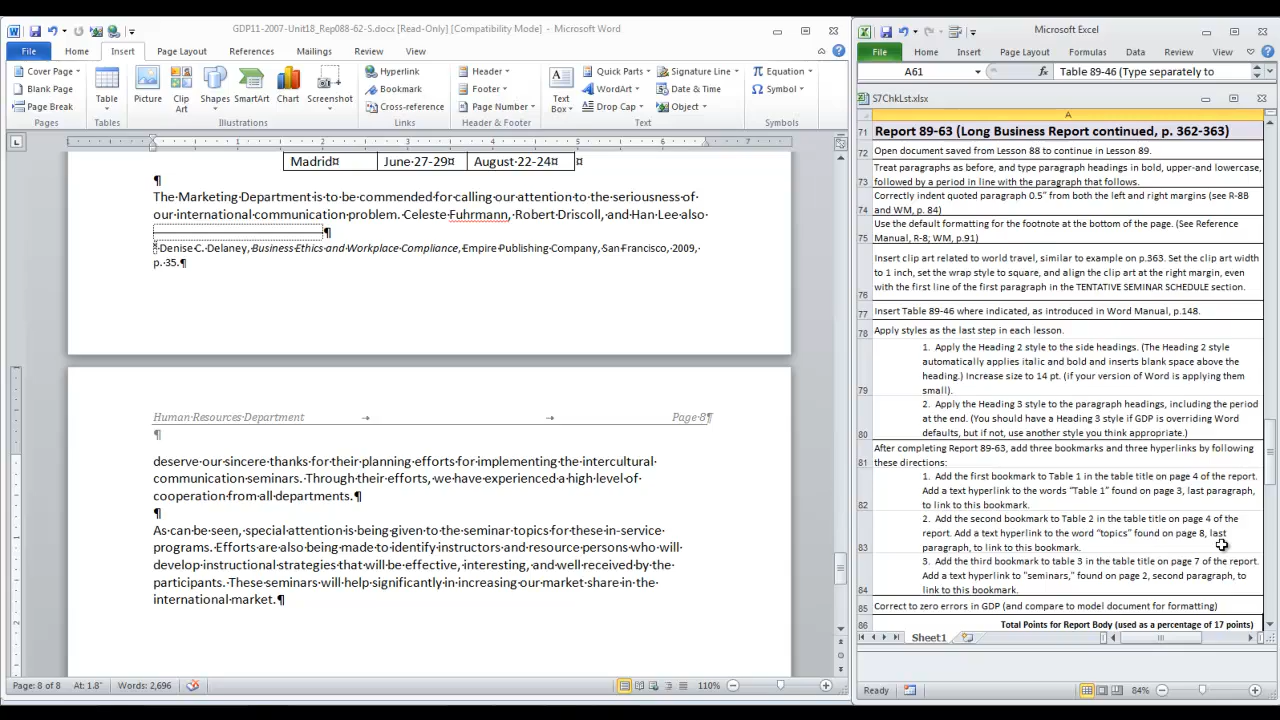 GDP11-2007-Unit18_Rep088-62-S.docx [Read-Only] [Compatibility Mode] - Microsoft Word
File Home Insert Page Layout References Mailings Review View
Cover Page
Blank Page
Page Break
Pages
Table
Tables
Picture Clip Art Shapes SmartArt Chart Screenshot
Illustrations
Hyperlink
Bookmark
Cross-reference
Links
Header
Footer
Page Number
Header & Footer
Text Box
Quick Parts
WordArt
Drop Cap
Signature Line
Date & Time
Object
Text
Equation
Symbol
Symbols
1 2 3 4 5 6 7
Madrid¤ June·27-29¤ August·22-24¤ ¤
¶
The·Marketing·Department·is·to·be·commended·for·calling·our·attention·to·the·seriousness·of·
our·international·communication·problem.·Celeste·Fuhrmann,·Robert·Driscoll,·and·Han·Lee·also·
¶
·Denise·C.·Delaney,·Business·Ethics·and·Workplace·Compliance,·Empire·Publishing·Company,·San·Francisco,·2009,·
p.·35.¶
Human·Resources·Department → → Page·8¶
¶
deserve·our·sincere·thanks·for·their·planning·efforts·for·implementing·the·intercultural·
communication·seminars.·Through·their·efforts,·we·have·experienced·a·high·level·of·
cooperation·from·all·departments.¶
¶
As·can·be·seen,·special·attention·is·being·given·to·the·seminar·topics·for·these·in-service·
programs.·Efforts·are·also·being·made·to·identify·instructors·and·resource·persons·who·will·
develop·instructional·strategies·that·will·be·effective,·interesting,·and·well·received·by·the·
participants.·These·seminars·will·help·significantly·in·increasing·our·market·share·in·the·
international·market.¶
Page: 8 of 8 At: 1.8" Words: 2,696 110%
Microsoft Excel
File Home Insert Page Layout Formulas Data Review View
A61 fx Table 89-46 (Type separately to
S7ChkLst.xlsx
A
71 Report 89-63 (Long Business Report continued, p. 362-363)
72 Open document saved from Lesson 88 to continue in Lesson 89.
Treat paragraphs as before, and type paragraph headings in bold, upper-and lowercase,
73 followed by a period in line with the paragraph that follows.
Correctly indent quoted paragraph 0.5" from both the left and right margins (see R-8B
74 and WM, p. 84)
Use the default formatting for the footnote at the bottom of the page. (See Reference
75 Manual, R-8; WM, p.91)
Insert clip art related to world travel, similar to example on p.363. Set the clip art width
to 1 inch, set the wrap style to square, and align the clip art at the right margin, even
76 with the first line of the first paragraph in the TENTATIVE SEMINAR SCHEDULE section.
77 Insert Table 89-46 where indicated, as introduced in Word Manual, p.148.
78 Apply styles as the last step in each lesson.
1. Apply the Heading 2 style to the side headings. (The Heading 2 style
automatically applies italic and bold and inserts blank space above the
heading.) Increase size to 14 pt. (if your version of Word is applying them
79 small).
2. Apply the Heading 3 style to the paragraph headings, including the period
at the end. (You should have a Heading 3 style if GDP is overriding Word
80 defaults, but if not, use another style you think appropriate.)
After completing Report 89-63, add three bookmarks and three hyperlinks by following
81 these directions:
1. Add the first bookmark to Table 1 in the table title on page 4 of the report.
Add a text hyperlink to the words "Table 1" found on page 3, last paragraph,
82 to link to this bookmark.
2. Add the second bookmark to Table 2 in the table title on page 4 of the
report. Add a text hyperlink to the word "topics" found on page 8, last
83 paragraph, to link to this bookmark.
3. Add the third bookmark to table 3 in the table title on page 7 of the report.
Add a text hyperlink to "seminars," found on page 2, second paragraph, to
84 link to this bookmark.
85 Correct to zero errors in GDP (and compare to model document for formatting)
86 Total Points for Report Body (used as a percentage of 17 points)
Sheet1
Ready 84%